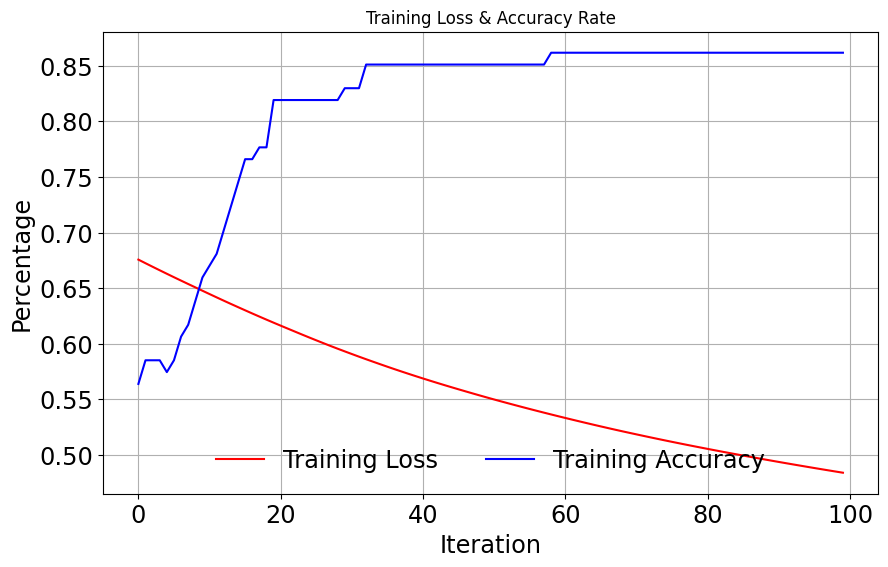 Training Loss & Accuracy Rate
0.85
0.80
0.75
0.70
0.65
0.60
0.55
0.50
Percentage
Training Loss Training Accuracy
0 20 40 60 80 100
Iteration